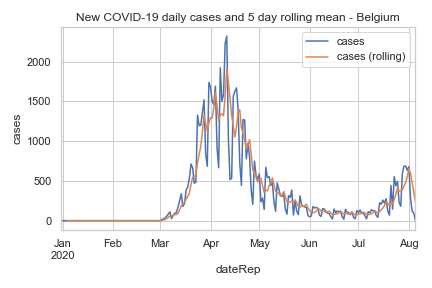 New COVID-19 daily cases and 5 day rolling mean - Belgium
cases
cases (rolling)
2000
1500
1000
500
0
cases
Jan Feb Mar Apr May Jun Jul Aug
2020
dateRep